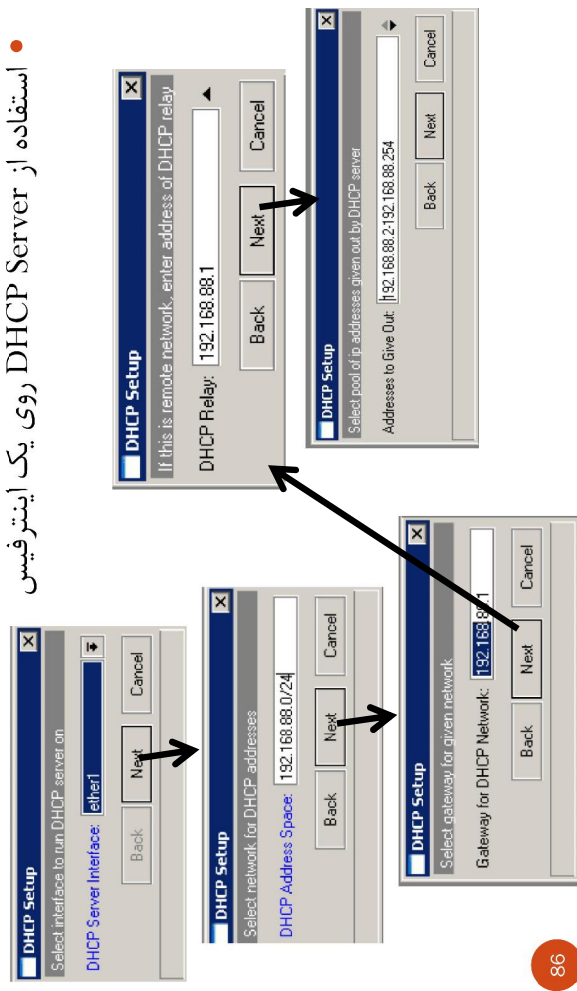 • استفاده از DHCP Server روی یک اینترفیس
DHCP Setup
Select interface to run DHCP server on
DHCP Server Interface: ether1
Back Next Cancel
DHCP Setup
Select network for DHCP addresses
DHCP Address Space: 192.168.88.0/24
Back Next Cancel
DHCP Setup
Select gateway for given network
Gateway for DHCP Network: 192.168.88.1
Back Next Cancel
DHCP Setup
If this is remote network, enter address of DHCP relay
DHCP Relay: 192.168.88.1
Back Next Cancel
DHCP Setup
Select pool of ip addresses given out by DHCP server
Addresses to Give Out: 192.168.88.2-192.168.88.254
Back Next Cancel
86